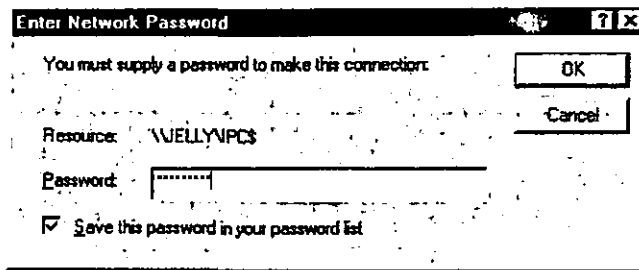 Enter Network Password
You must supply a password to make this connection:
OK
Cancel
Resource: \\JELLY\IPC$
Password: ********
Save this password in your password list